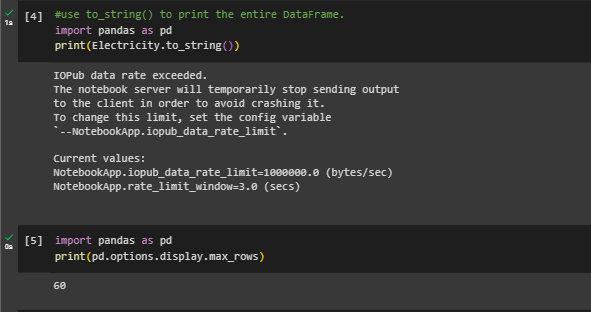 [4] #use to_string() to print the entire DataFrame.
1s import pandas as pd
print(Electricity.to_string())
IOPub data rate exceeded.
The notebook server will temporarily stop sending output
to the client in order to avoid crashing it.
To change this limit, set the config variable
`--NotebookApp.iopub_data_rate_limit`.
Current values:
NotebookApp.iopub_data_rate_limit=1000000.0 (bytes/sec)
NotebookApp.rate_limit_window=3.0 (secs)
[5] import pandas as pd
0s print(pd.options.display.max_rows)
60